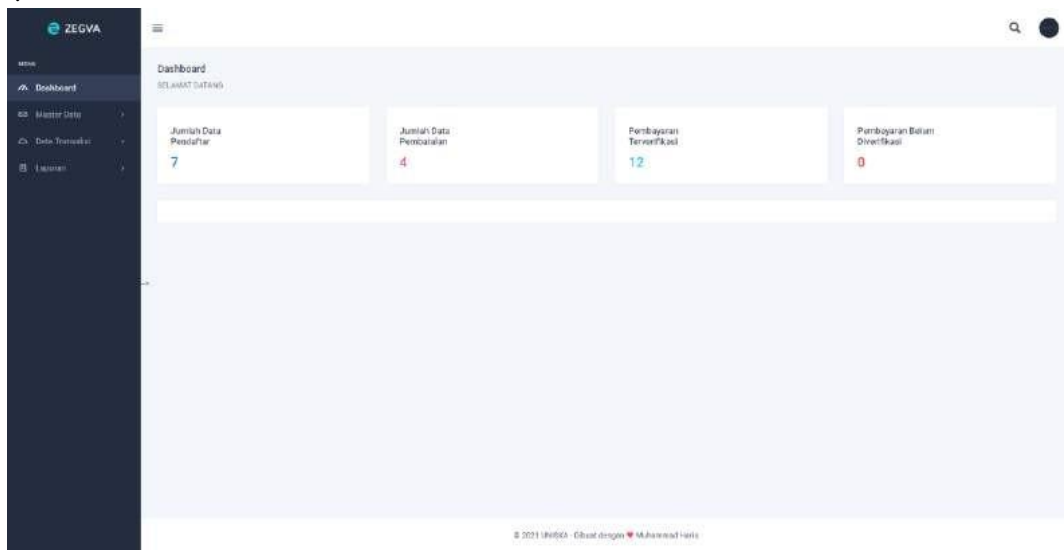 ZEGVA
MENU
Dashboard
Master Data
Data Transaksi
Laporan
Dashboard
SELAMAT DATANG
Jumlah Data
Pendaftar
7
Jumlah Data
Pembatalan
4
Pembayaran
Terverifikasi
12
Pembayaran Belum
Diverifikasi
0
© 2021 UNISKA - Dibuat dengan ❤ Muhammad Haris